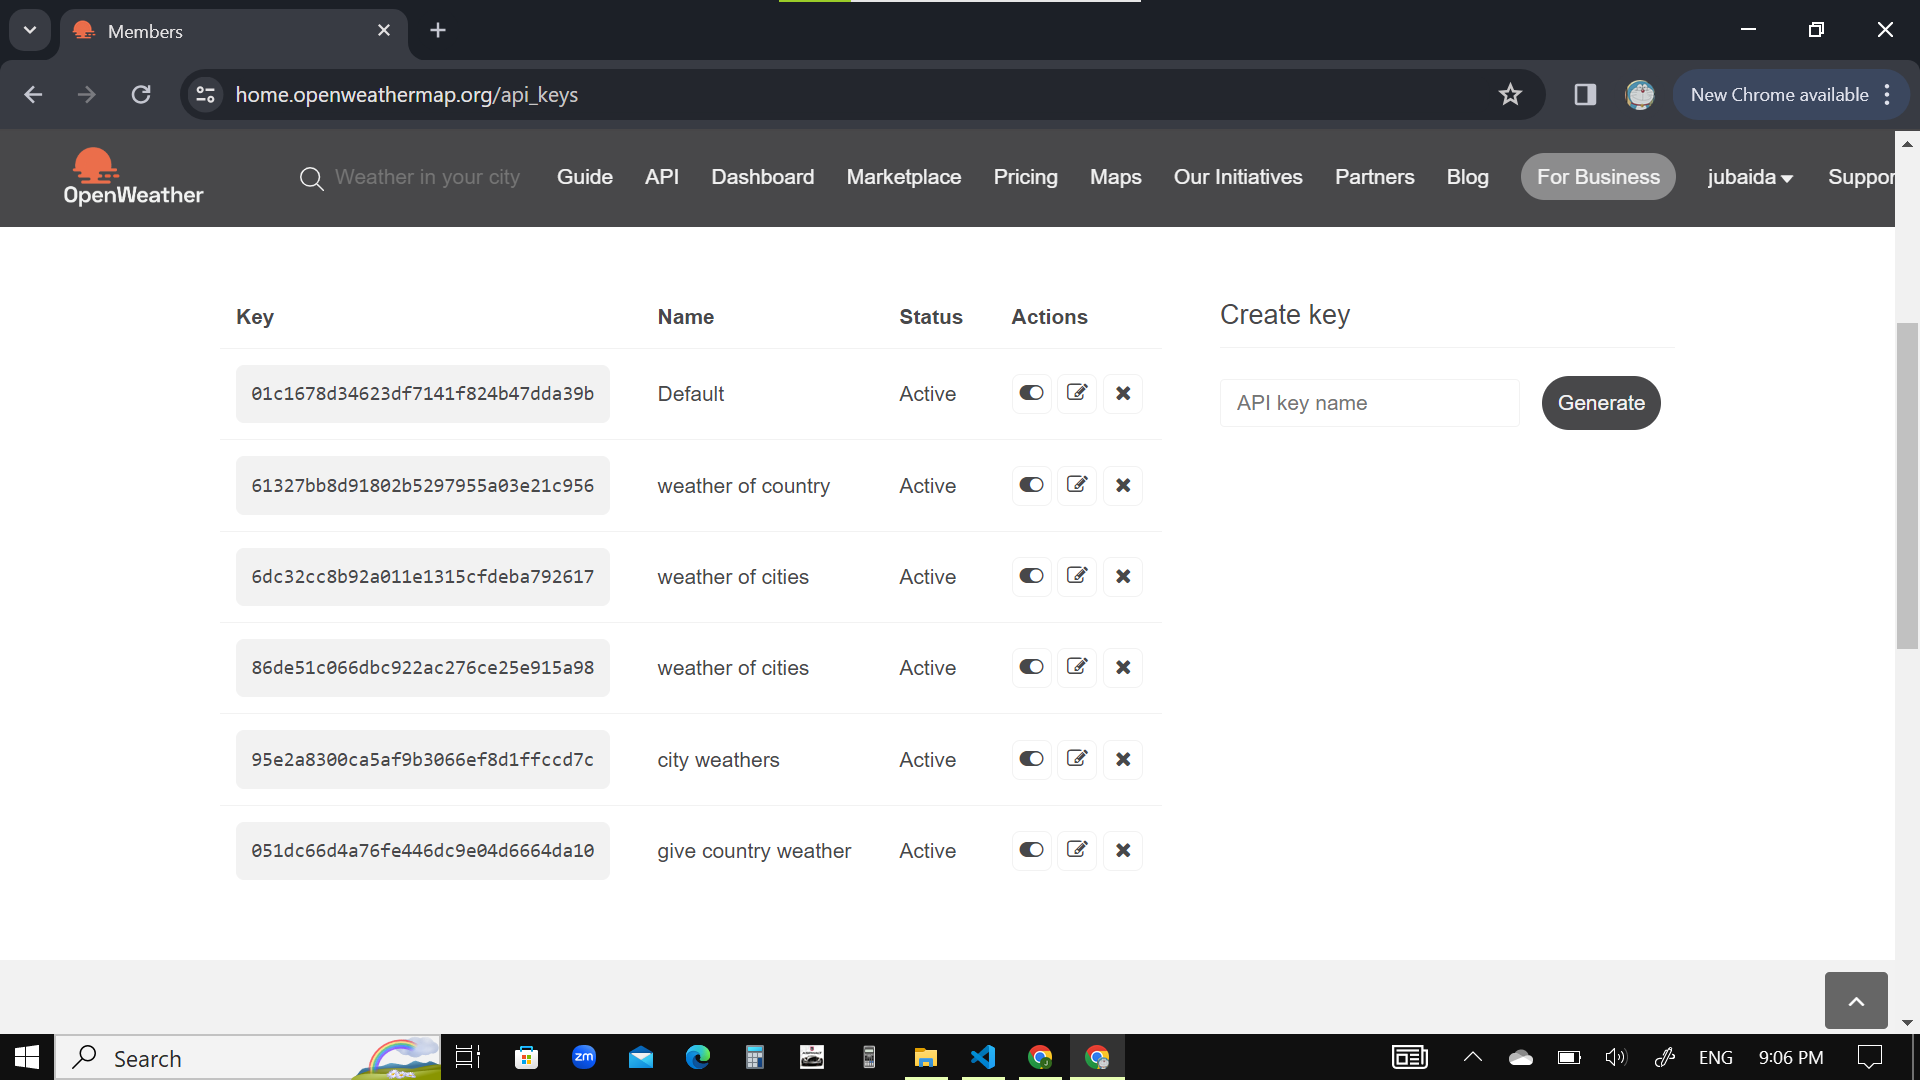 Members
home.openweathermap.org/api_keys
New Chrome available
OpenWeather
Weather in your city
Guide
API
Dashboard
Marketplace
Pricing
Maps
Our Initiatives
Partners
Blog
For Business
jubaida
Suppor
Key Name Status Actions
01c1678d34623df7141f824b47dda39b Default Active
61327bb8d91802b5297955a03e21c956 weather of country Active
6dc32cc8b92a011e1315cfdeba792617 weather of cities Active
86de51c066dbc922ac276ce25e915a98 weather of cities Active
95e2a8300ca5af9b3066ef8d1ffccd7c city weathers Active
051dc66d4a76fe446dc9e04d6664da10 give country weather Active
Create key
API key name
Generate
Search
zm
ENG
9:06 PM